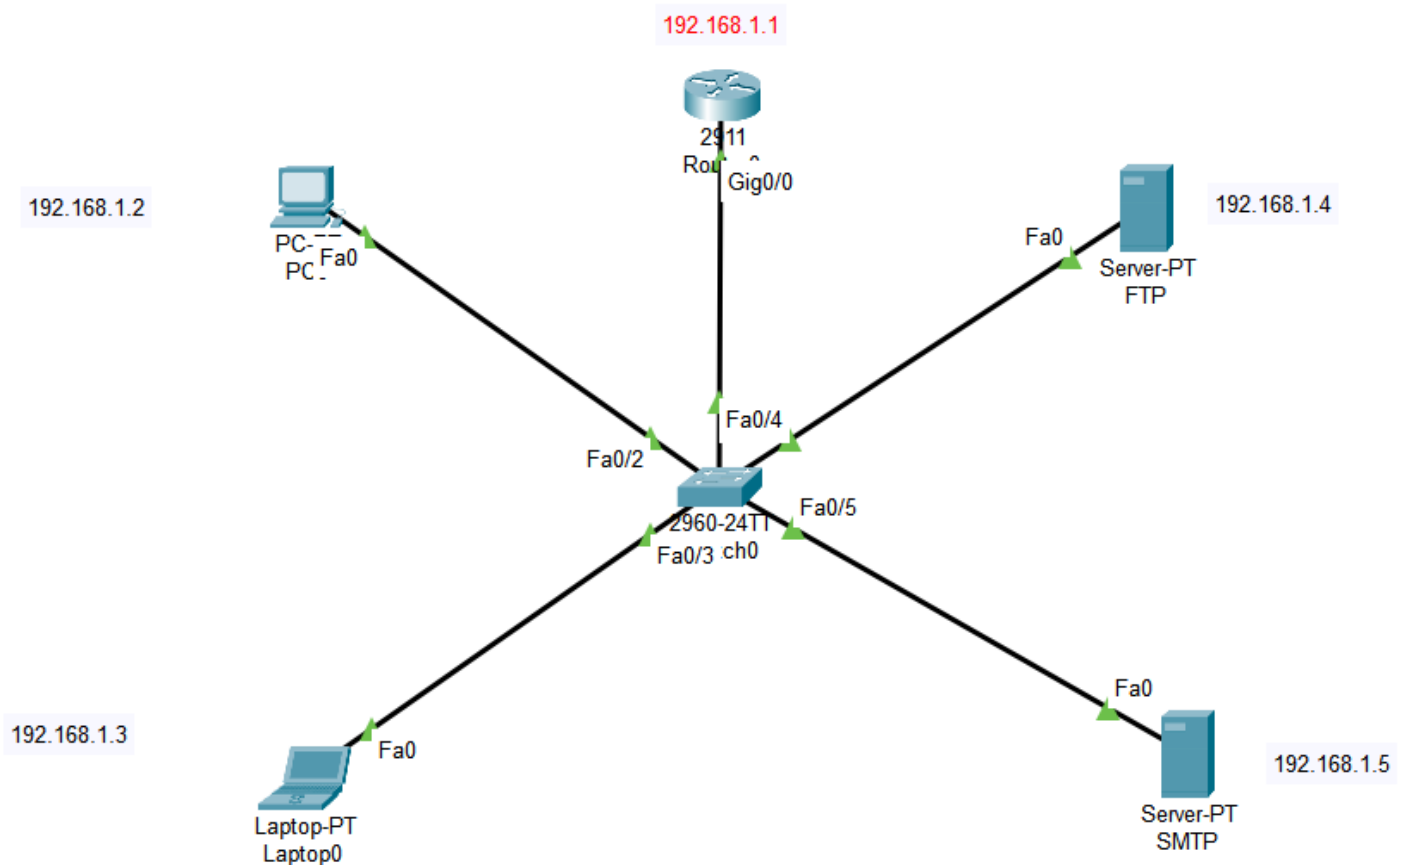 192.168.1.1
2911
Gig0/0
192.168.1.2
Fa0
192.168.1.4
Fa0
Server-PT
FTP
Fa0/4
Fa0/2
Fa0/5
2960-24TT
Fa0/3
192.168.1.3
Fa0
Laptop-PT
Laptop0
Fa0
192.168.1.5
Server-PT
SMTP